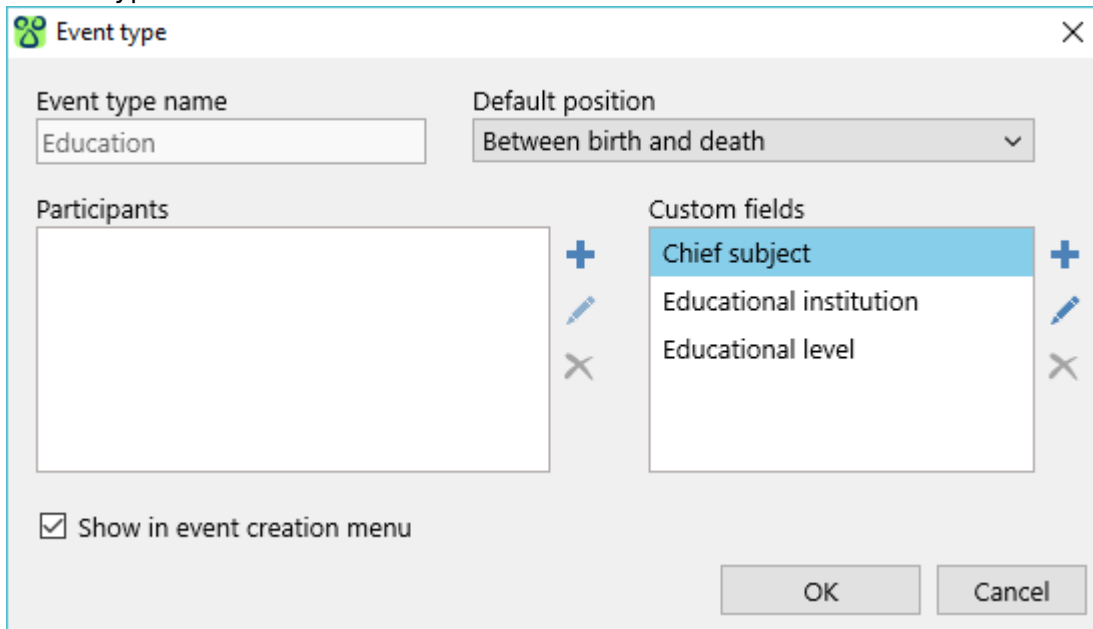 Event type
Event type name
Default position
Education
Between birth and death
Participants
Custom fields
Chief subject
Educational institution
Educational level
Show in event creation menu
OK
Cancel